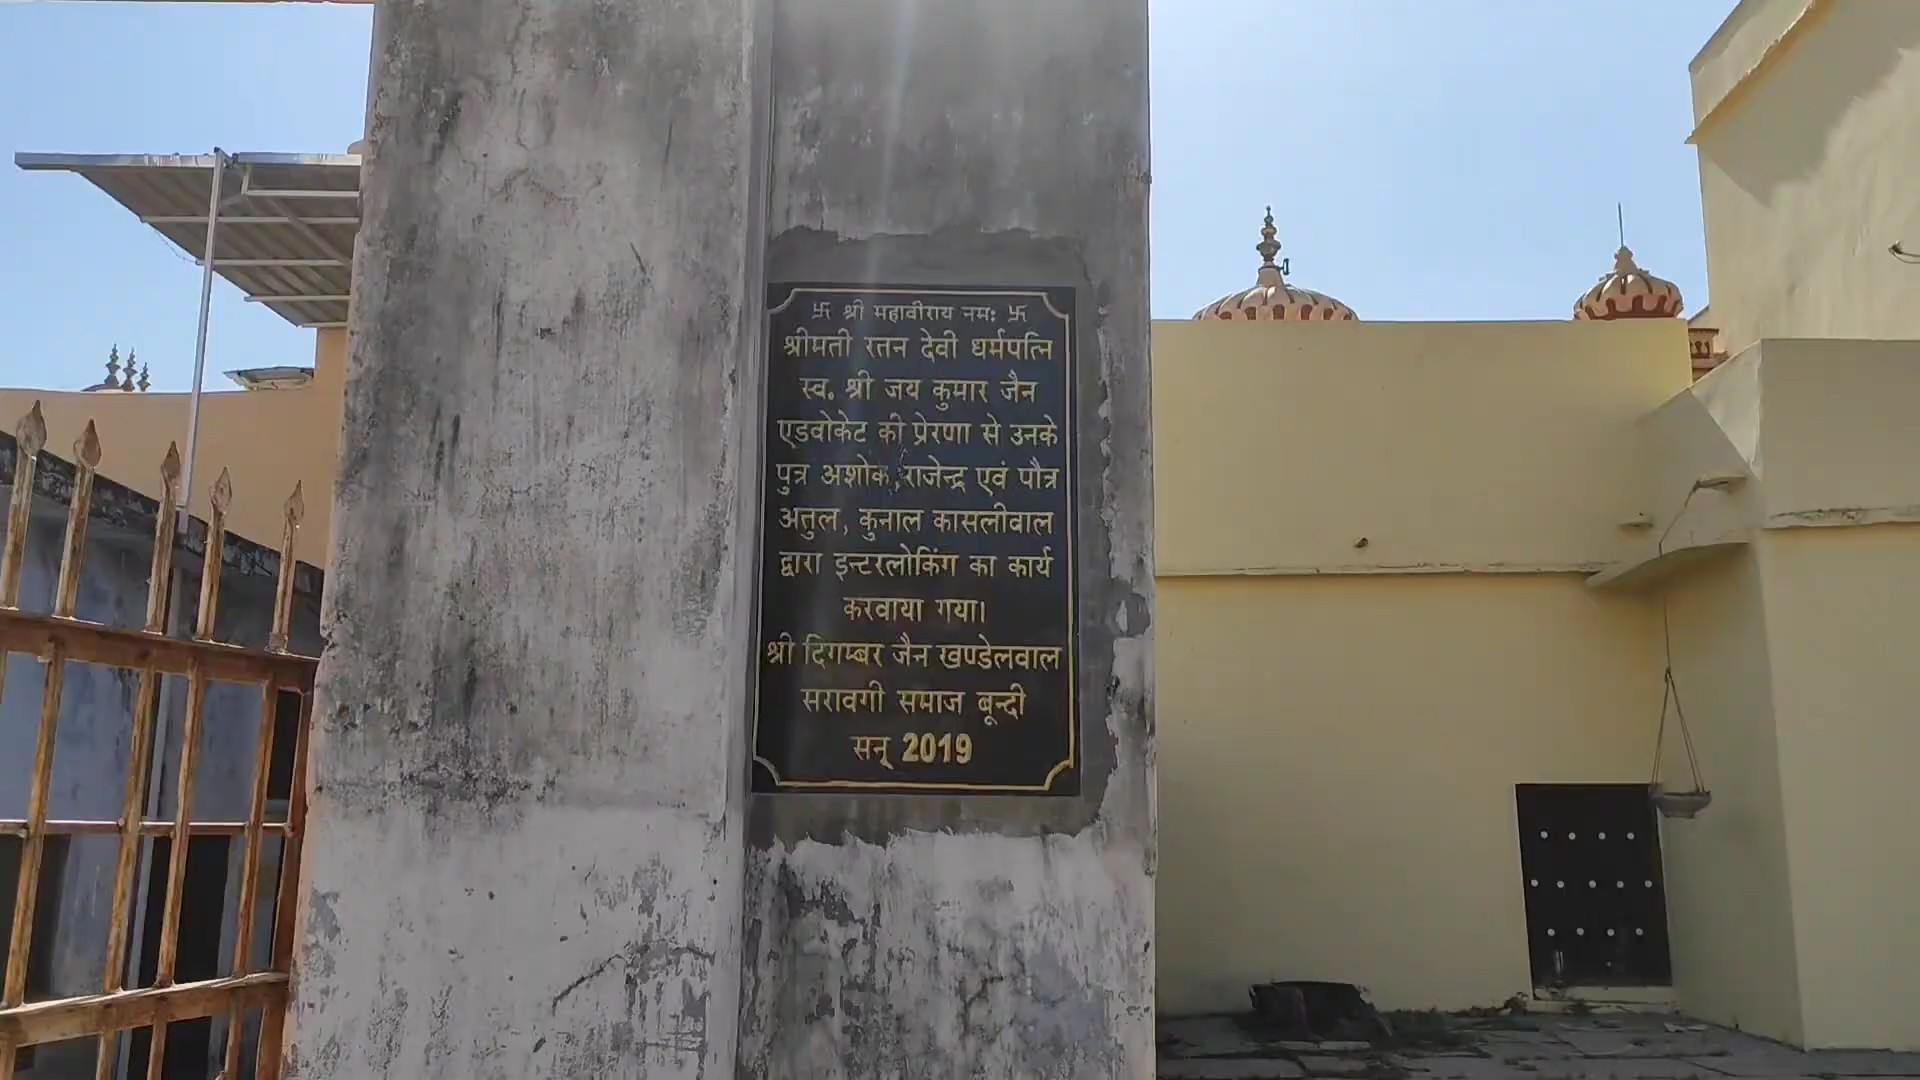 卐 श्री महावीराय नमः 卐
श्रीमती रतन देवी धर्मपत्नि
स्व. श्री जय कुमार जैन
एडवोकेट की प्रेरणा से उनके
पुत्र अशोक,राजेन्द्र एवं पौत्र
अतुल, कुनाल कासलीवाल
द्वारा इन्टरलोकिंग का कार्य
करवाया गया।
श्री दिगम्बर जैन खण्डेलवाल
सरावगी समाज बून्दी
सन् 2019